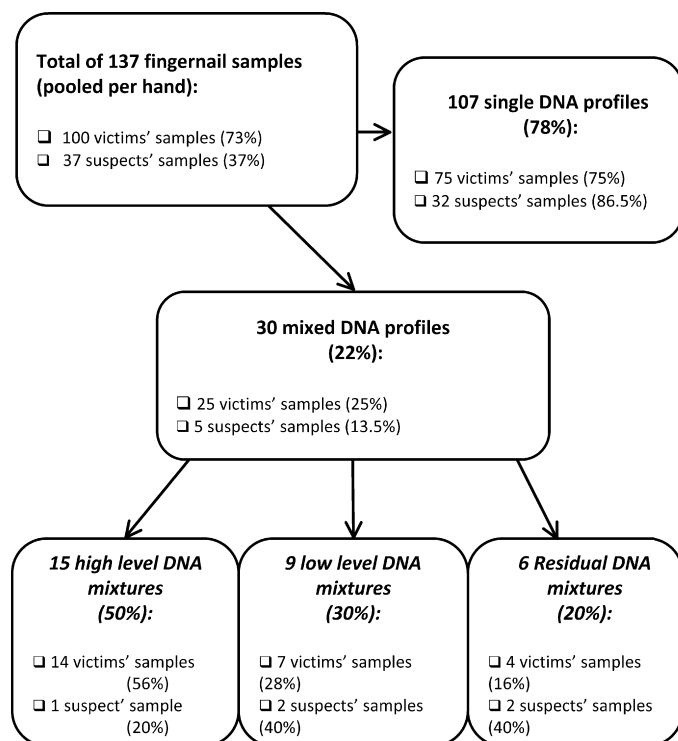 Total of 137 fingernail samples
(pooled per hand):
❑ 100 victims’ samples (73%)
❑ 37 suspects’ samples (37%)
107 single DNA profiles
(78%):
❑ 75 victims’ samples (75%)
❑ 32 suspects’ samples (86.5%)
30 mixed DNA profiles
(22%):
❑ 25 victims’ samples (25%)
❑ 5 suspects’ samples (13.5%)
15 high level DNA
mixtures
(50%):
❑ 14 victims’ samples
(56%)
❑ 1 suspect’ sample
(20%)
9 low level DNA
mixtures
(30%):
❑ 7 victims’ samples
(28%)
❑ 2 suspects’ samples
(40%)
6 Residual DNA
mixtures
(20%):
❑ 4 victims’ samples
(16%)
❑ 2 suspects’ samples
(40%)